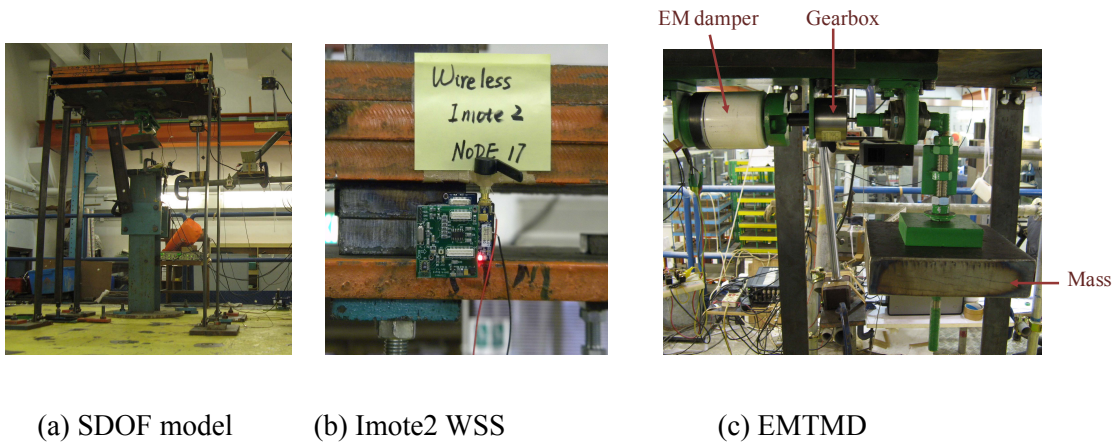 EM damper
Gearbox
Wireless
Imote 2
NODE 17
Mass
(a) SDOF model
(b) Imote2 WSS
(c) EMTMD